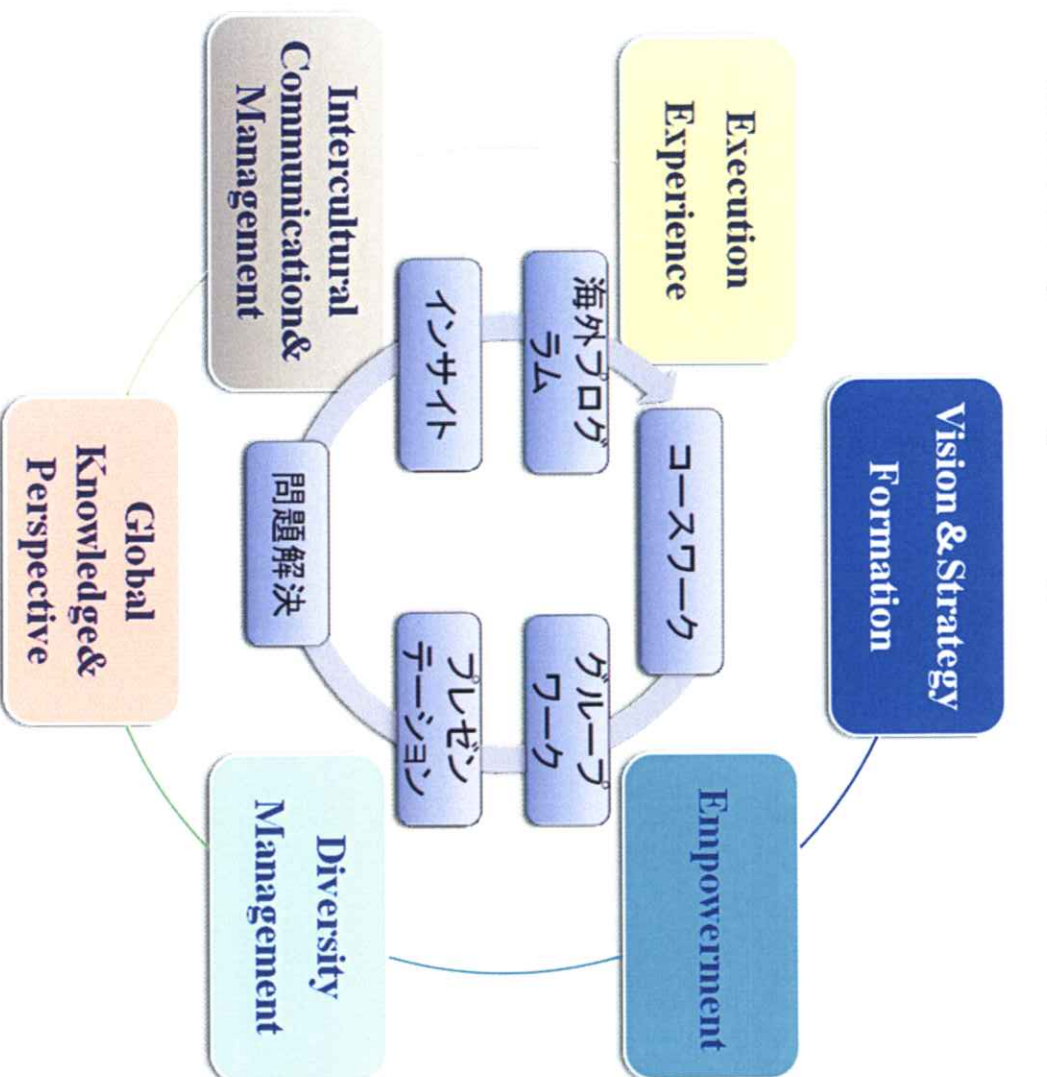 Vision&Strategy
Formation
Execution
Experience
Empowerment
コースワーク
海外プログ
ラム
グループ
ワーク
インサイト
プレゼン
テーション
問題解決
Intercultural
Communication&
Management
Diversity
Management
Global
Knowledge&
Perspective